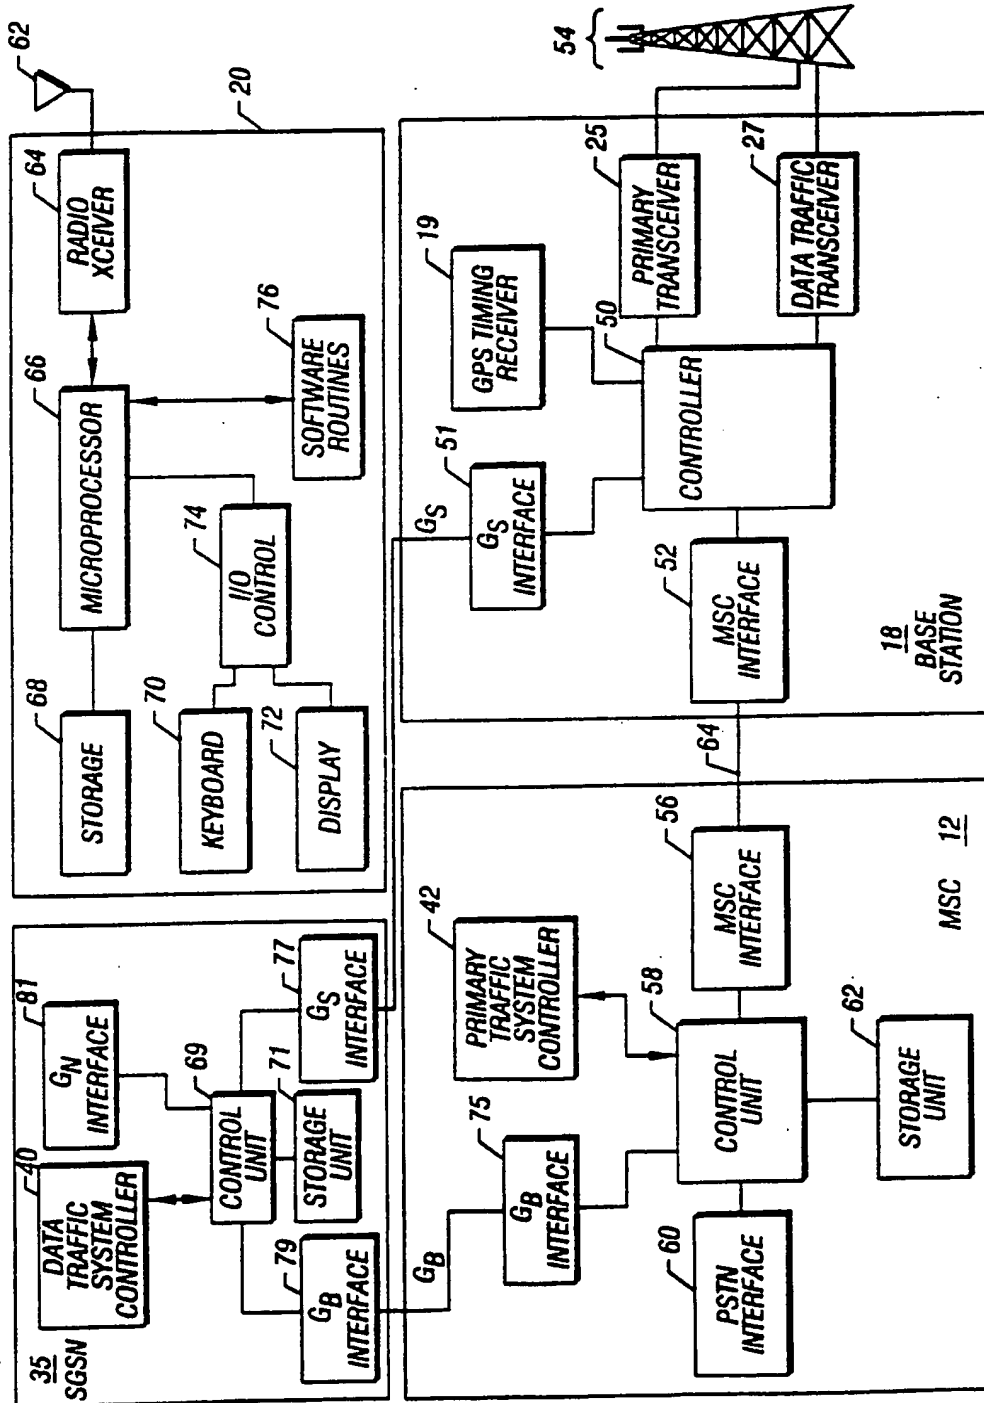 35
SGSN
40
DATA
TRAFFIC
SYSTEM
CONTROLLER
81
GN
INTERFACE
69
CONTROL
UNIT
71
STORAGE
UNIT
77
GS
INTERFACE
79
GB
INTERFACE
68
STORAGE
66
MICROPROCESSOR
64
RADIO
XCEIVER
62
20
70
KEYBOARD
72
DISPLAY
74
I/O
CONTROL
76
SOFTWARE
ROUTINES
GB
75
GB
INTERFACE
42
PRIMARY
TRAFFIC
SYSTEM
CONTROLLER
60
PSTN
INTERFACE
58
CONTROL
UNIT
56
MSC
INTERFACE
62
STORAGE
UNIT
MSC 12
64
GS
51
GS
INTERFACE
19
GPS TIMING
RECEIVER
52
MSC
INTERFACE
50
CONTROLLER
25
PRIMARY
TRANSCEIVER
27
DATA TRAFFIC
TRANSCEIVER
54
18
BASE
STATION